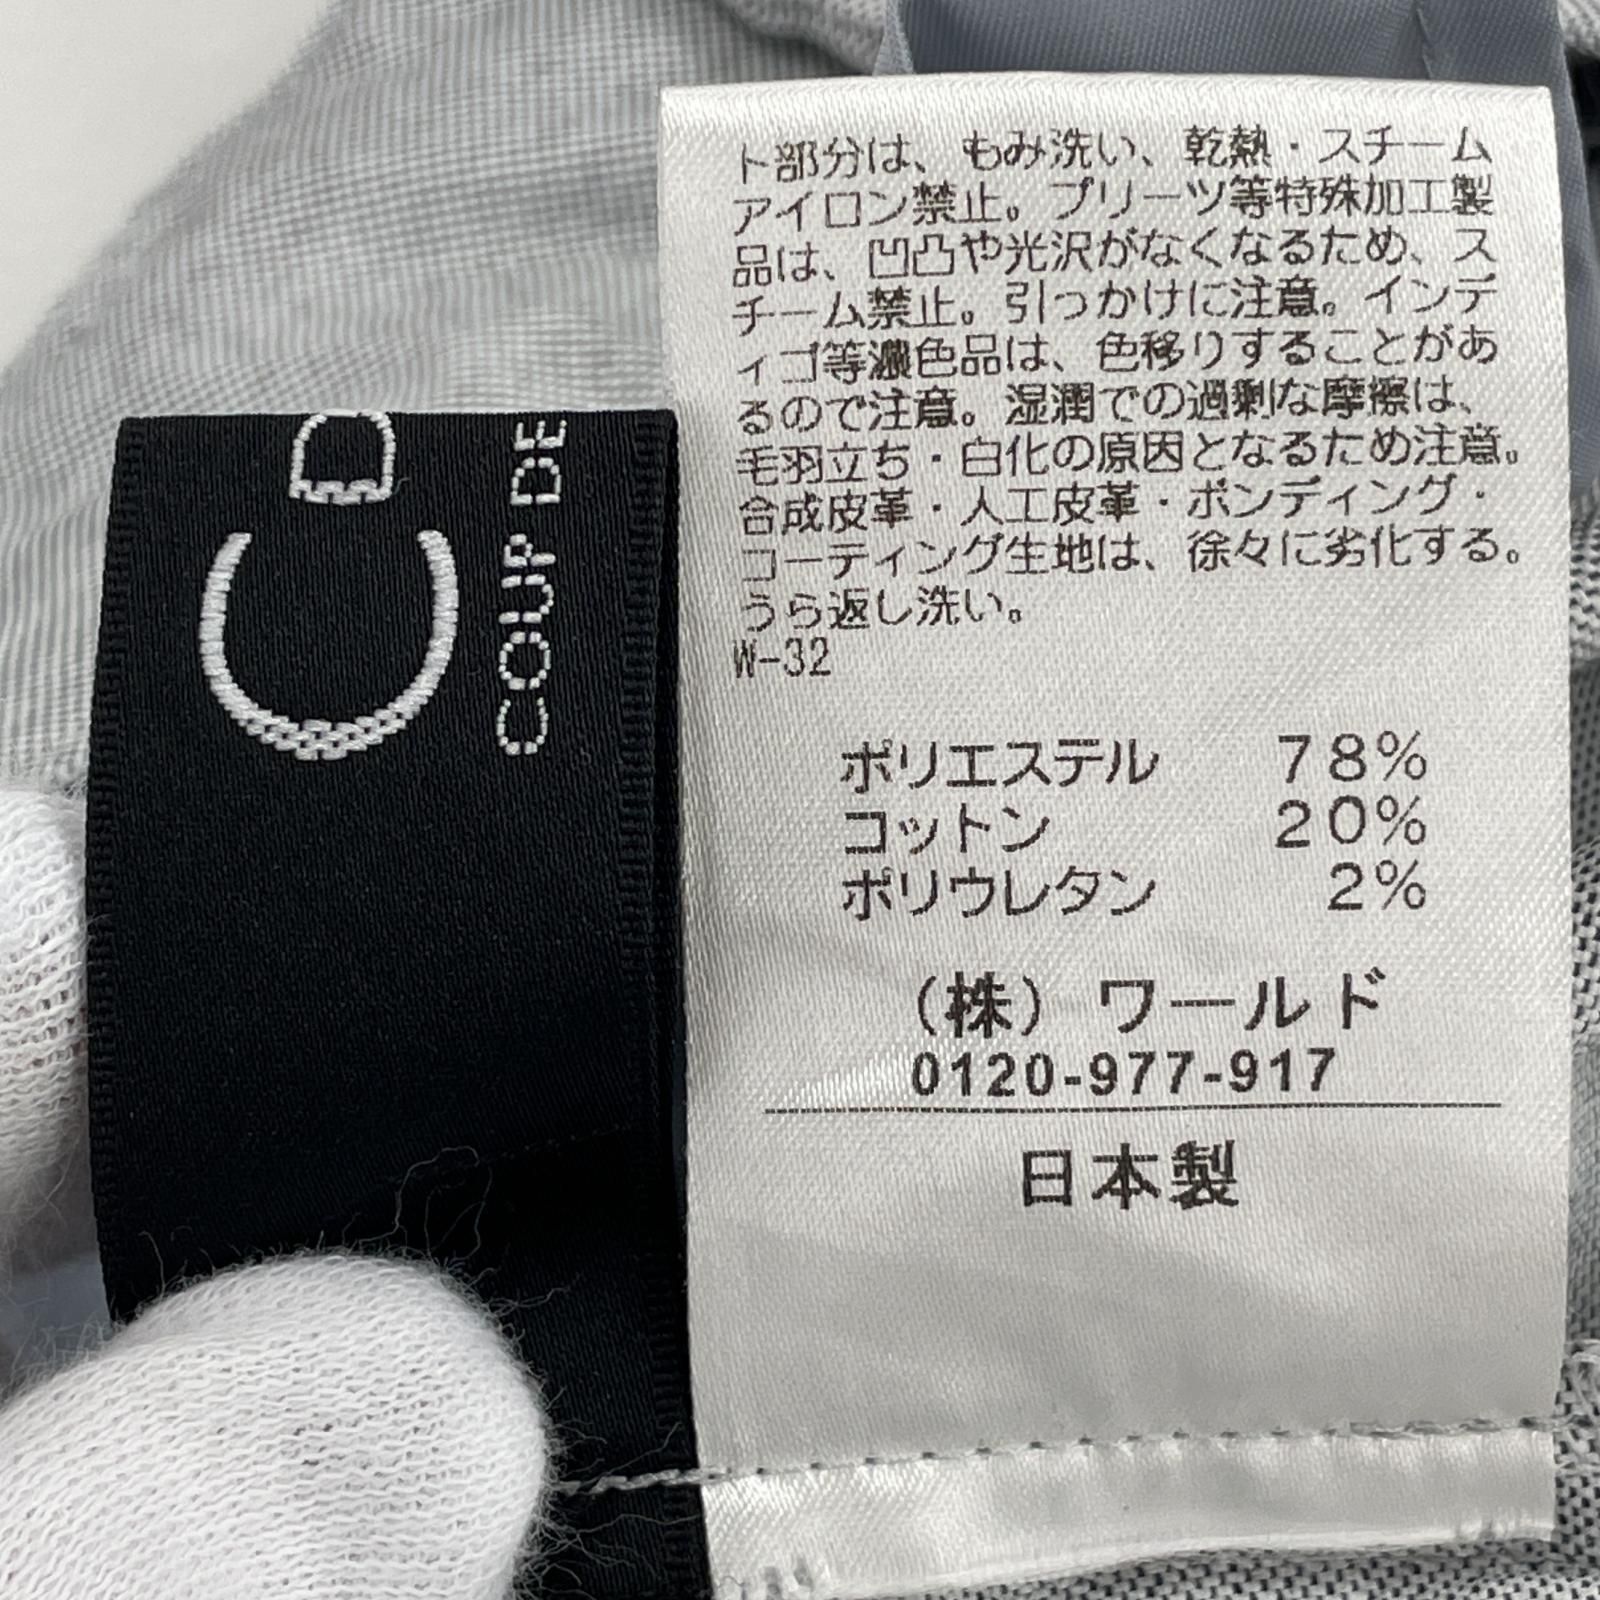 ト部分は、もみ洗い、乾熱・スチーム
アイロン禁止。プリーツ等特殊加工製
品は、凹凸や光沢がなくなるため、ス
チーム禁止。引っかけに注意。インデ
ィゴ等濃色品は、色移りすることがあ
るので注意。湿潤での過剰な摩擦は、
毛羽立ち・白化の原因となるため注意。
合成皮革・人工皮革・ボンディング・
コーティング生地は、徐々に劣化する。
うら返し洗い。
W-32
ポリエステル 78%
コットン 20%
ポリウレタン 2%
(株)ワールド
0120-977-917
日本製
CD
COUP DE